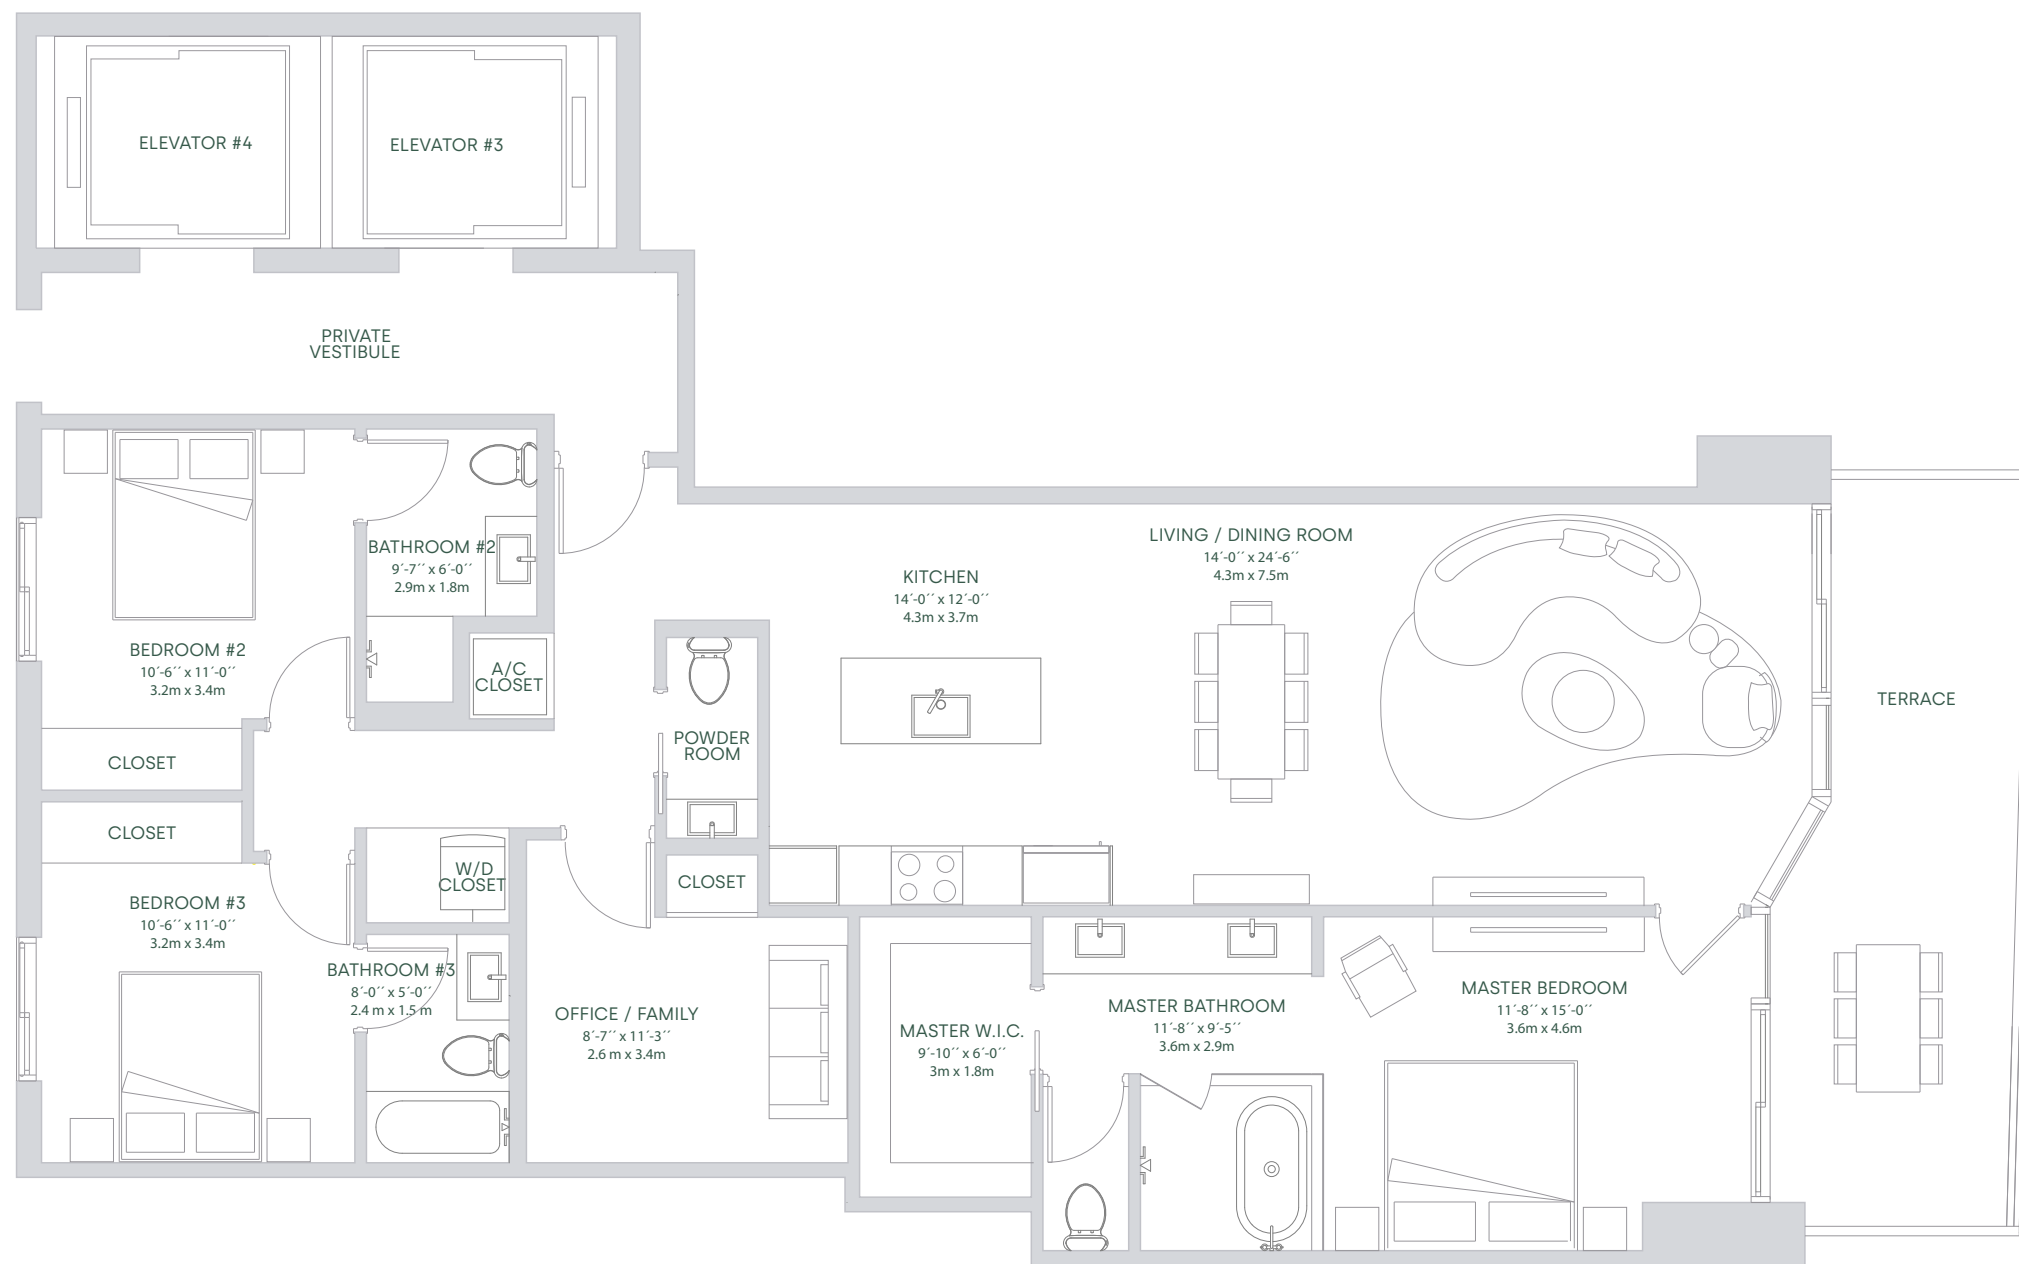 ELEVATOR #4
ELEVATOR #3
PRIVATE
VESTIBULE
BATHROOM #2
9´-7´´ x 6´-0´´
2.9m x 1.8m
BEDROOM #2
10´-6´´ x 11´-0´´
3.2m x 3.4m
A/C
CLOSET
KITCHEN
14´-0´´ x 12´-0´´
4.3m x 3.7m
LIVING / DINING ROOM
14´-0´´ x 24´-6´´
4.3m x 7.5m
TERRACE
POWDER
ROOM
CLOSET
CLOSET
W/D
CLOSET
CLOSET
BEDROOM #3
10´-6´´ x 11´-0´´
3.2m x 3.4m
BATHROOM #3
8´-0´´ x 5´-0´´
2.4 m x 1.5 m
OFFICE / FAMILY
8´-7´´ x 11´-3´´
2.6 m x 3.4m
MASTER W.I.C.
9´-10´´ x 6´-0´´
3m x 1.8m
MASTER BATHROOM
11´-8´´ x 9´-5´´
3.6m x 2.9m
MASTER BEDROOM
11´-8´´ x 15´-0´´
3.6m x 4.6m